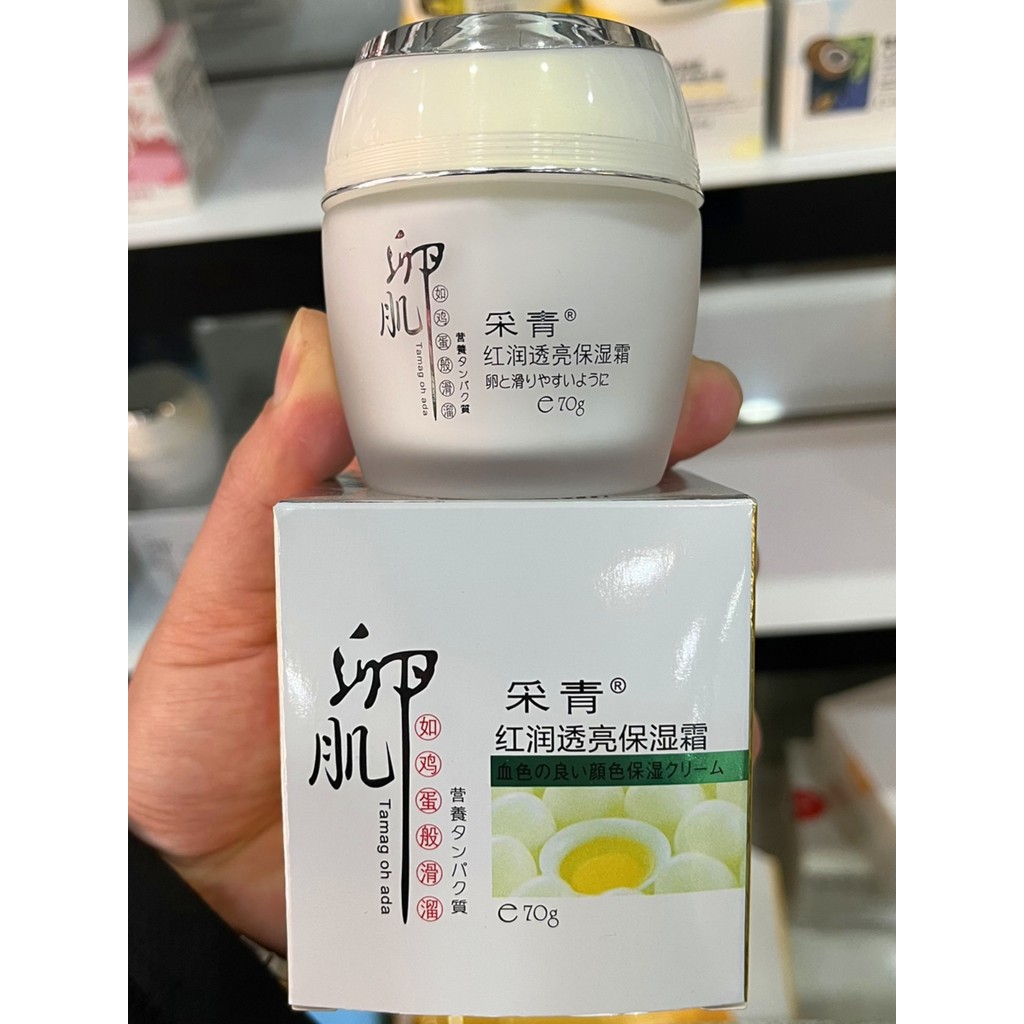 卵
肌
如鸡蛋般滑溜
Tamag oh ada
営養タンパク質
采青®
红润透亮保湿霜
卵と滑りやすいように
e 70g
卵
肌
如鸡蛋般滑溜
Tamag oh ada
営養タンパク質
采青®
红润透亮保湿霜
血色の良い顔色保湿クリーム
e 70g